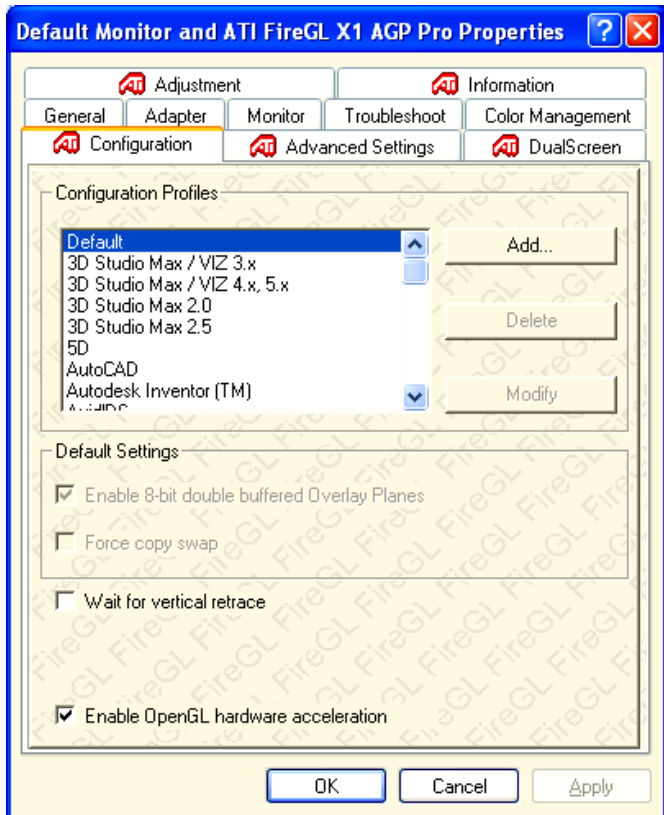 Default Monitor and ATI FireGL X1 AGP Pro Properties
Adjustment
Information
General
Adapter
Monitor
Troubleshoot
Color Management
Configuration
Advanced Settings
DualScreen
Configuration Profiles
Default
3D Studio Max / VIZ 3.x
3D Studio Max / VIZ 4.x, 5.x
3D Studio Max 2.0
3D Studio Max 2.5
5D
AutoCAD
Autodesk Inventor (TM)
Add...
Delete
Modify
Default Settings
Enable 8-bit double buffered Overlay Planes
Force copy swap
Wait for vertical retrace
Enable OpenGL hardware acceleration
OK
Cancel
Apply